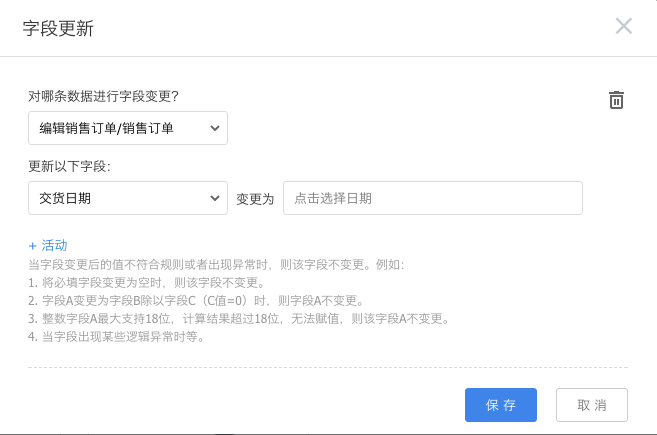 字段更新
对哪条数据进行字段变更?
编辑销售订单/销售订单
更新以下字段:
交货日期 变更为 点击选择日期
+ 活动
当字段变更后的值不符合规则或者出现异常时，则该字段不变更。例如:
1. 将必填字段变更为空时，则该字段不变更。
2. 字段A变更为字段B除以字段C（C值=0）时，则字段A不变更。
3. 整数字段A最大支持18位，计算结果超过18位，无法赋值，则该字段A不变更。
4. 当字段出现某些逻辑异常时等。
保 存 取 消